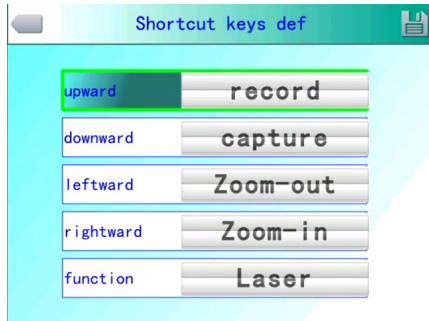 Shortcut keys def
upward record
downward capture
leftward Zoom-out
rightward Zoom-in
function Laser